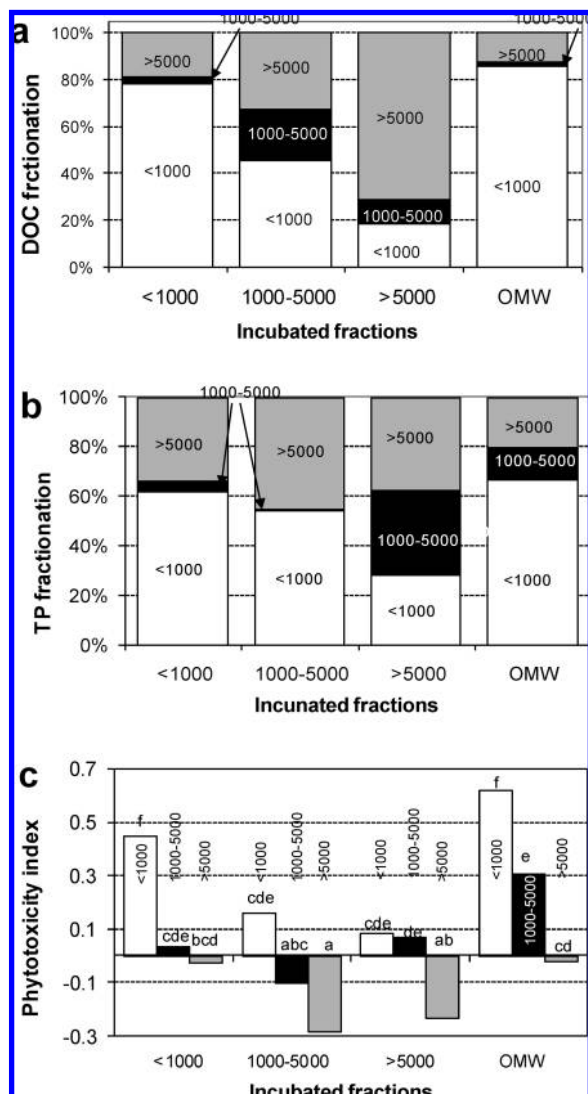 a
1000-5000
1000-5000
100%
80%
60%
40%
20%
0%
DOC frctionation
>5000
<1000
>5000
1000-5000
<1000
>5000
1000-5000
<1000
>5000
<1000
<1000 1000-5000 >5000 OMW
Incubated fractions
b
1000-5000
100%
80%
60%
40%
20%
0%
TP fractionation
>5000
<1000
>5000
<1000
>5000
1000-5000
<1000
>5000
1000-5000
<1000
<1000 1000-5000 >5000 OMW
Incunated fractions
c
0.7
0.5
0.3
0.1
-0.1
-0.3
Phytotoxicity index
f cde bcd
<1000 1000-5000 >5000
cde abc a
<1000 1000-5000 >5000
cde de ab
<1000 1000-5000 >5000
f e cd
<1000 1000-5000 >5000
<1000 1000-5000 >5000 OMW
Incubated fractions